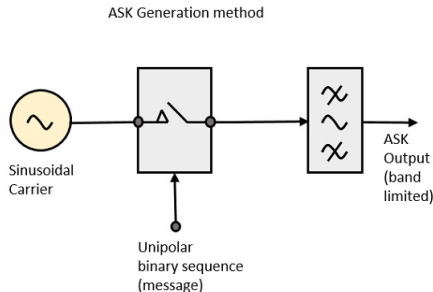 ASK Generation method
Sinusoidal
Carrier
ASK
Output
(band
limited)
Unipolar
binary sequence
(message)